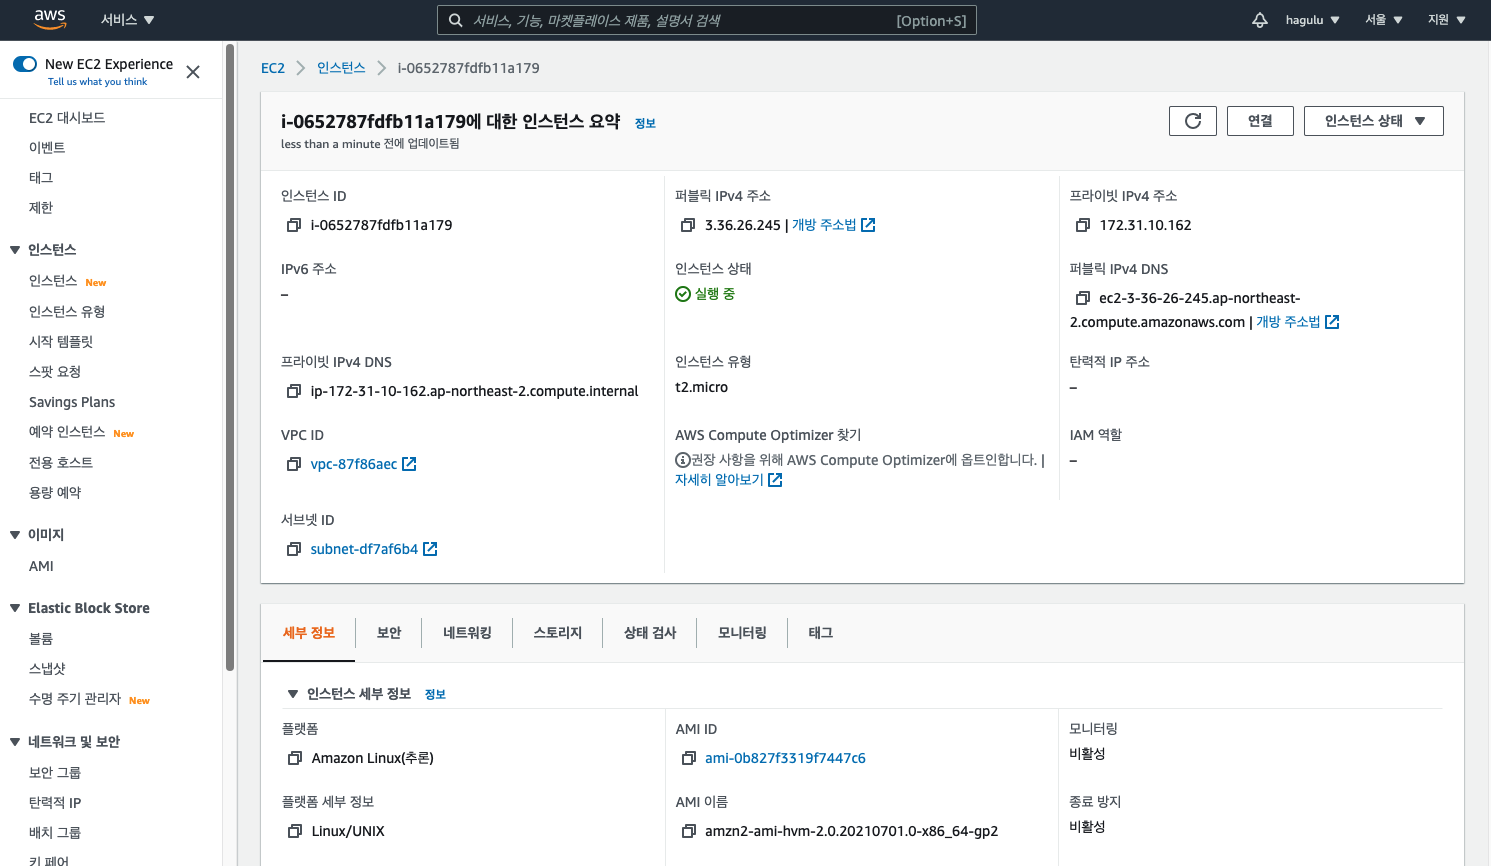 aws
서비스
서비스, 기능, 마켓플레이스 제품, 설명서 검색
[Option+S]
hagulu
서울
지원
New EC2 Experience
Tell us what you think
EC2 대시보드
이벤트
태그
제한
인스턴스
인스턴스 New
인스턴스 유형
시작 템플릿
스팟 요청
Savings Plans
예약 인스턴스 New
전용 호스트
용량 예약
이미지
AMI
Elastic Block Store
볼륨
스냅샷
수명 주기 관리자 New
네트워크 및 보안
보안 그룹
탄력적 IP
배치 그룹
키 페어
EC2
인스턴스
i-0652787fdfb11a179
i-0652787fdfb11a179에 대한 인스턴스 요약 정보
less than a minute 전에 업데이트됨
연결
인스턴스 상태
인스턴스 ID
i-0652787fdfb11a179
퍼블릭 IPv4 주소
3.36.26.245 | 개방 주소법
프라이빗 IPv4 주소
172.31.10.162
IPv6 주소
–
인스턴스 상태
실행 중
퍼블릭 IPv4 DNS
ec2-3-36-26-245.ap-northeast-
2.compute.amazonaws.com | 개방 주소법
프라이빗 IPv4 DNS
ip-172-31-10-162.ap-northeast-2.compute.internal
인스턴스 유형
t2.micro
탄력적 IP 주소
–
VPC ID
vpc-87f86aec
AWS Compute Optimizer 찾기
권장 사항을 위해 AWS Compute Optimizer에 옵트인합니다. |
자세히 알아보기
IAM 역할
–
서브넷 ID
subnet-df7af6b4
세부 정보
보안
네트워킹
스토리지
상태 검사
모니터링
태그
인스턴스 세부 정보 정보
플랫폼
Amazon Linux(추론)
AMI ID
ami-0b827f3319f7447c6
모니터링
비활성
플랫폼 세부 정보
Linux/UNIX
AMI 이름
amzn2-ami-hvm-2.0.20210701.0-x86_64-gp2
종료 방지
비활성